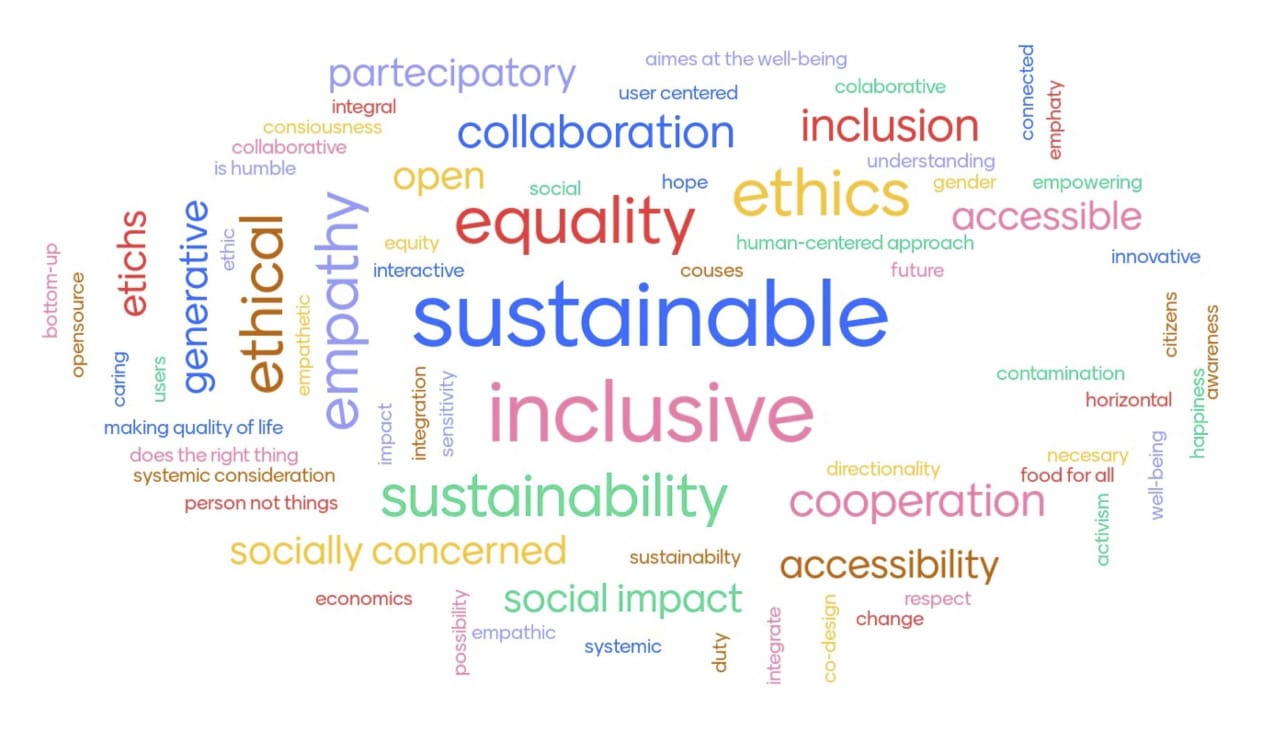 aimes at the well-being
partecipatory
user centered
colaborative
connected
emphaty
integral
consiousness
collaboration
inclusion
collaborative
is humble
understanding
open
social
hope
ethics
gender
empowering
equality
accessible
equity
human-centered approach
interactive
couses
future
innovative
bottom-up
opensource
etichs
generative
ethic
ethical
empathetic
empathy
sustainable
citizens
awareness
caring
users
impact
integration
sensitivity
inclusive
contamination
horizontal
happiness
making quality of life
does the right thing
systemic consideration
person not things
directionality
necesary
food for all
well-being
sustainability
cooperation
activism
socially concerned
sustainabilty
accessibility
economics
possibility
social impact
respect
change
empathic
systemic
duty
integrate
co-design